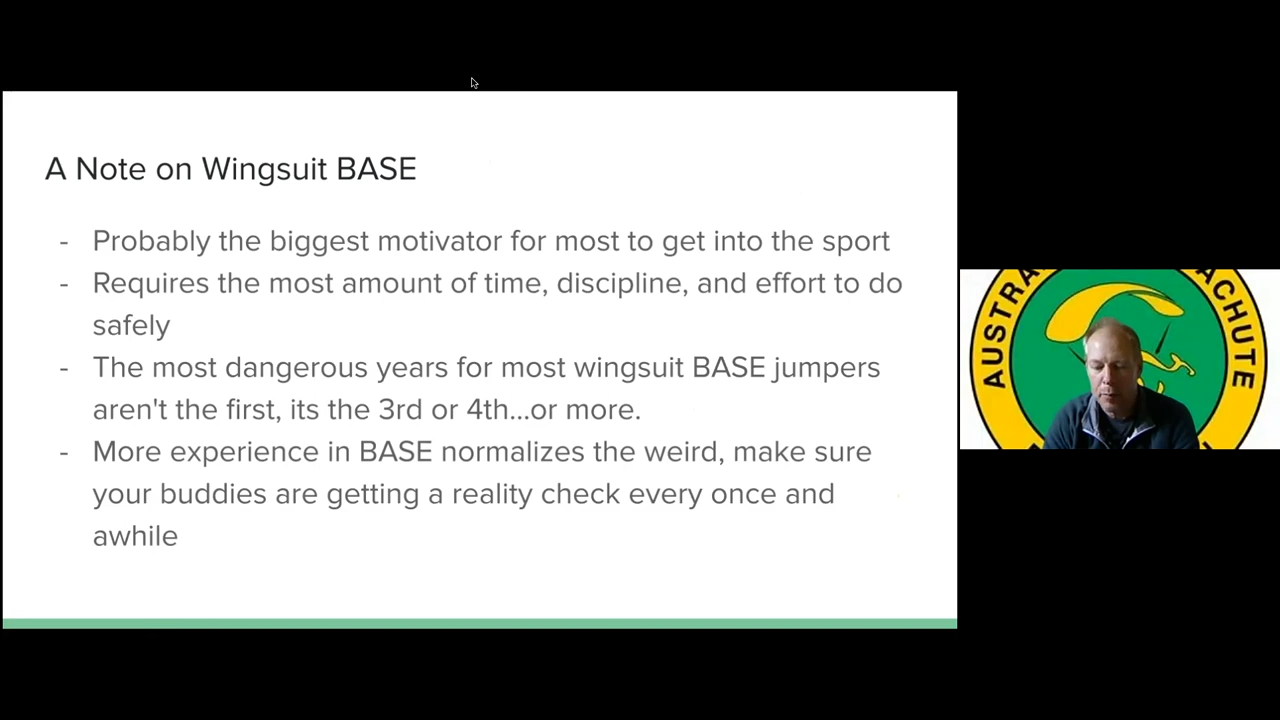 A Note on Wingsuit BASE
- Probably the biggest motivator for most to get into the sport
- Requires the most amount of time, discipline, and effort to do
safely
- The most dangerous years for most wingsuit BASE jumpers
aren't the first, its the 3rd or 4th...or more.
- More experience in BASE normalizes the weird, make sure
your buddies are getting a reality check every once and
awhile
AUSTRA
ACHUTE